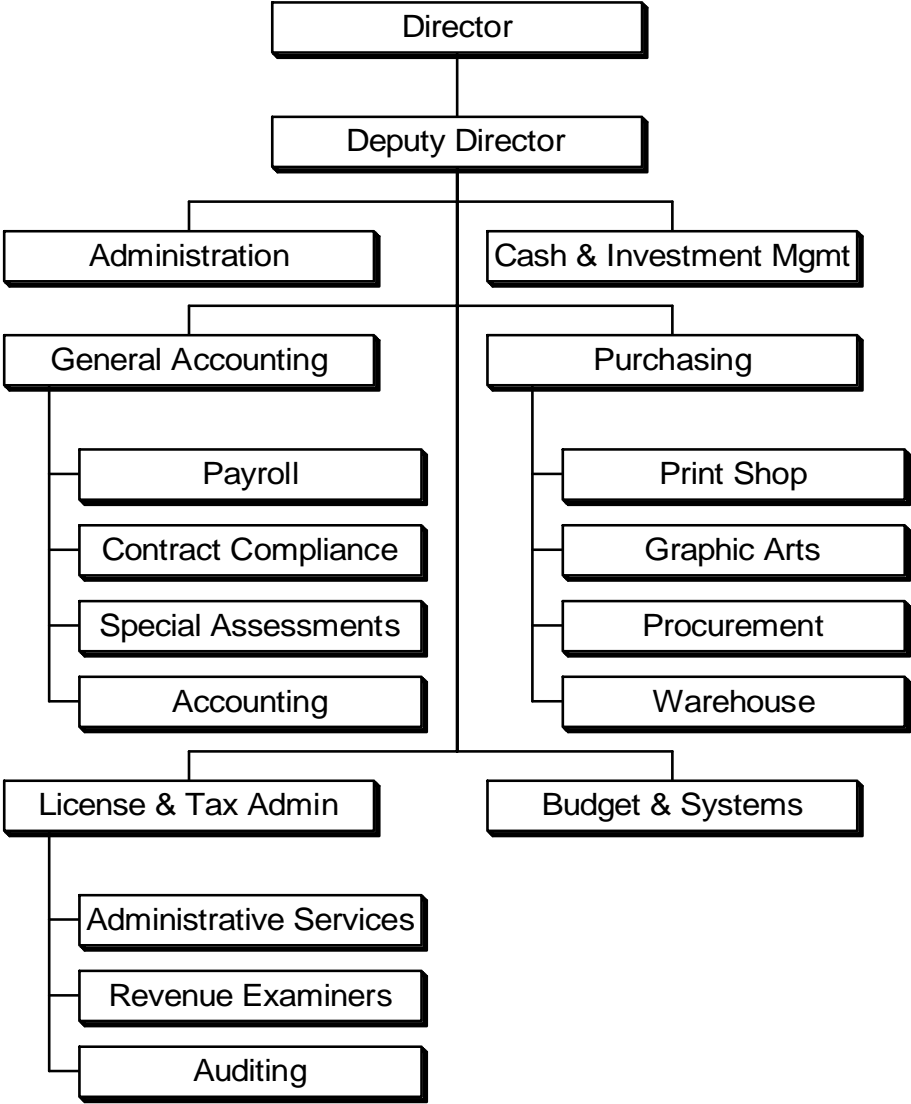 Director
Deputy Director
Administration
Cash & Investment Mgmt
General Accounting
Purchasing
Payroll
Contract Compliance
Special Assessments
Accounting
Print Shop
Graphic Arts
Procurement
Warehouse
License & Tax Admin
Budget & Systems
Administrative Services
Revenue Examiners
Auditing